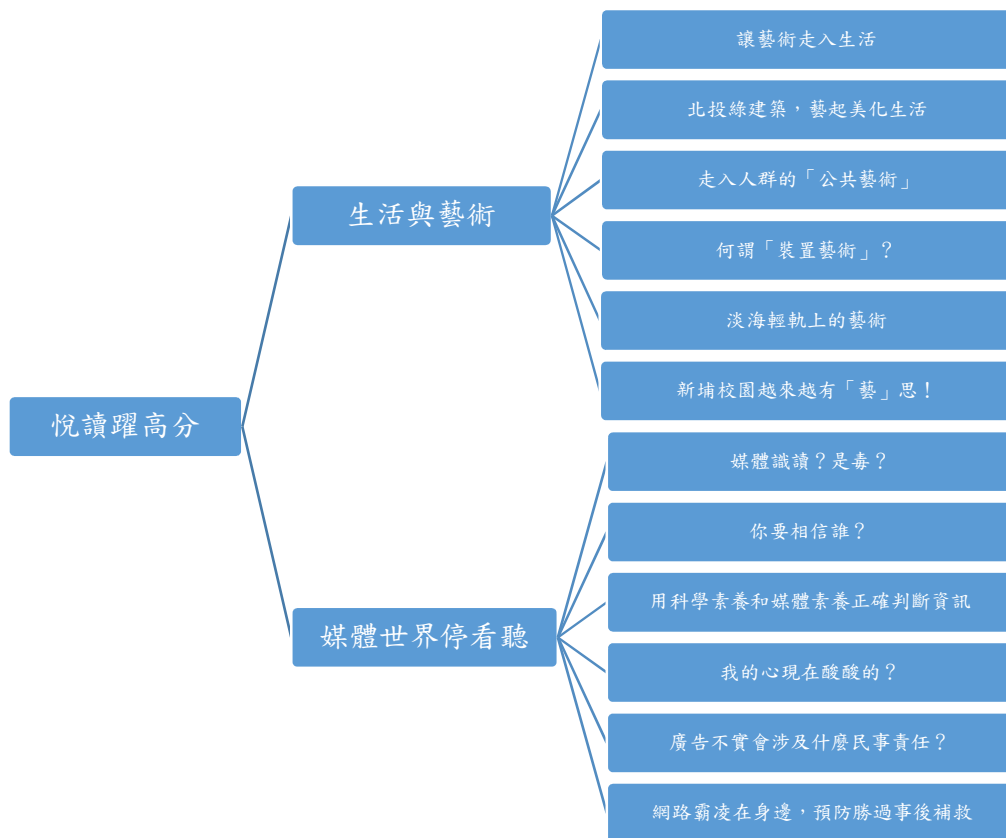 悅讀躍高分
生活與藝術
讓藝術走入生活
北投綠建築，藝起美化生活
走入人群的「公共藝術」
何謂「裝置藝術」？
淡海輕軌上的藝術
新埔校園越來越有「藝」思！
媒體世界停看聽
媒體識讀？是毒？
你要相信誰？
用科學素養和媒體素養正確判斷資訊
我的心現在酸酸的？
廣告不實會涉及什麼民事責任？
網路霸凌在身邊，預防勝過事後補救